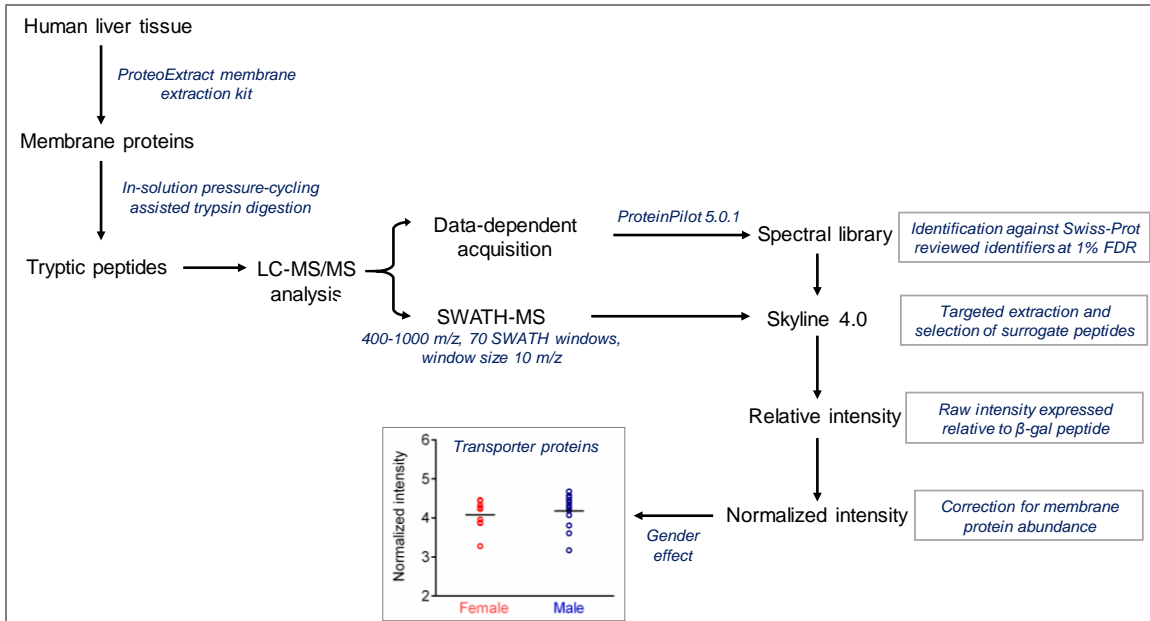 Human liver tissue
ProteoExtract membrane
extraction kit
Membrane proteins
In-solution pressure-cycling
assisted trypsin digestion
Tryptic peptides
LC-MS/MS
analysis
Data-dependent
acquisition
ProteinPilot 5.0.1
Spectral library
Identification against Swiss-Prot
reviewed identifiers at 1% FDR
SWATH-MS
400-1000 m/z, 70 SWATH windows,
window size 10 m/z
Skyline 4.0
Targeted extraction and
selection of surrogate peptides
Relative intensity
Raw intensity expressed
relative to β-gal peptide
Normalized intensity
Correction for membrane
protein abundance
Gender
effect
Transporter proteins
Normalized intensity
6
5
4
3
2
Female
Male